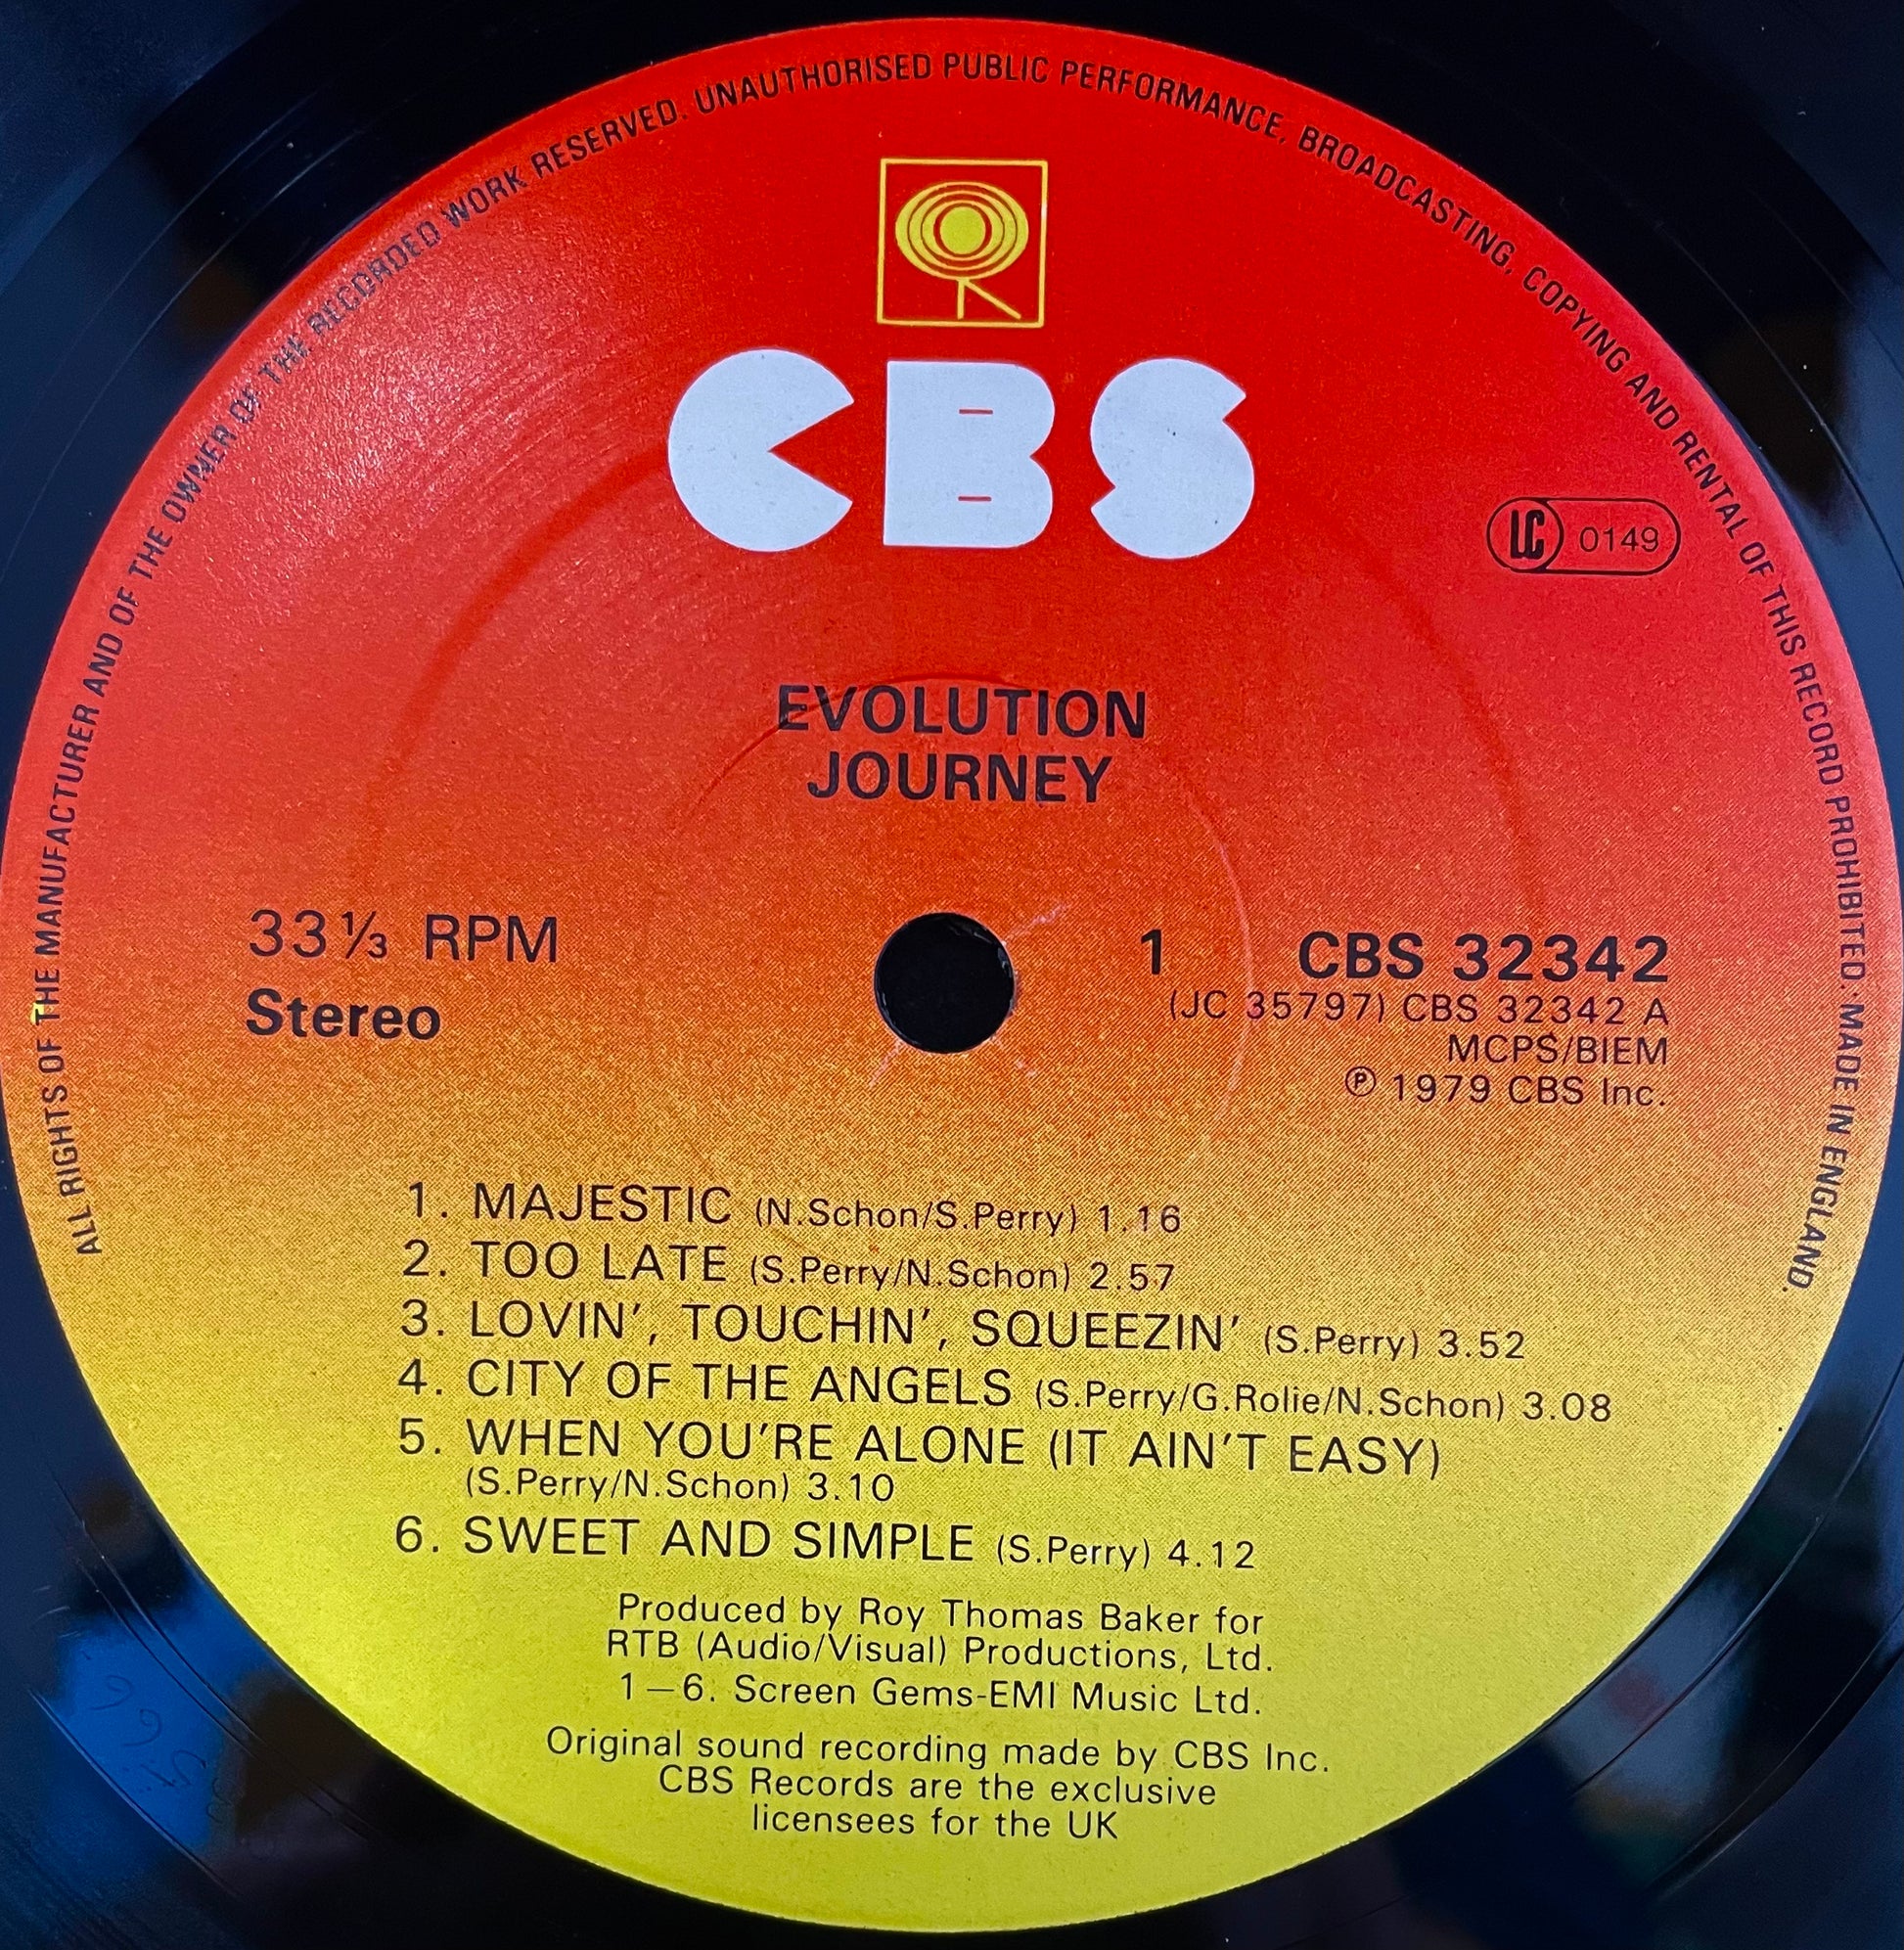 ALL RIGHTS OF THE MANUFACTURER AND OF THE OWNER OF THE RECORDED WORK RESERVED. UNAUTHORISED PUBLIC PERFORMANCE, BROADCASTING, COPYING AND RENTAL OF THIS RECORD PROHIBITED. MADE IN ENGLAND.
CBS
LC 0149
EVOLUTION
JOURNEY
33⅓ RPM
Stereo
1 CBS 32342
(JC 35797) CBS 32342 A
MCPS/BIEM
℗ 1979 CBS Inc.
1. MAJESTIC (N.Schon/S.Perry) 1.16
2. TOO LATE (S.Perry/N.Schon) 2.57
3. LOVIN', TOUCHIN', SQUEEZIN' (S.Perry) 3.52
4. CITY OF THE ANGELS (S.Perry/G.Rolie/N.Schon) 3.08
5. WHEN YOU'RE ALONE (IT AIN'T EASY)
(S.Perry/N.Schon) 3.10
6. SWEET AND SIMPLE (S.Perry) 4.12
Produced by Roy Thomas Baker for
RTB (Audio/Visual) Productions, Ltd.
1—6. Screen Gems-EMI Music Ltd.
Original sound recording made by CBS Inc.
CBS Records are the exclusive
licensees for the UK